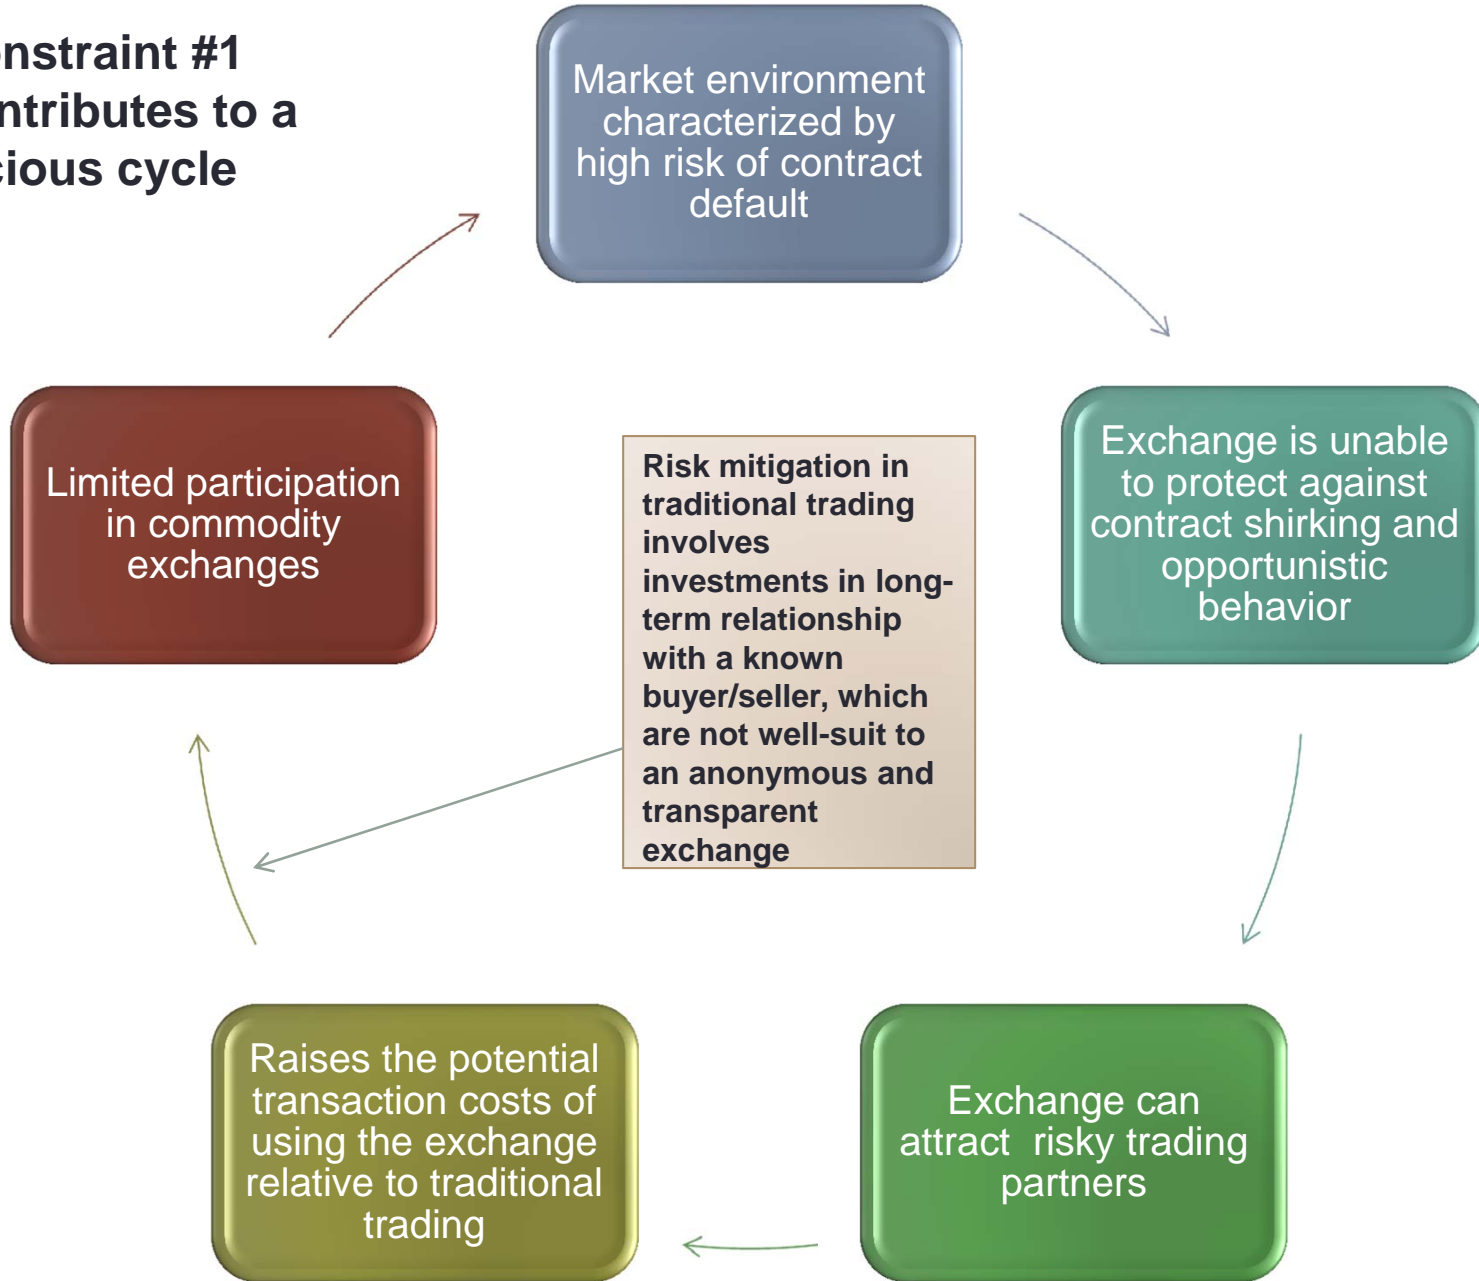 onstraint #1
ntributes to a
cious cycle
Market environment
characterized by
high risk of contract
default
Exchange is unable
to protect against
contract shirking and
opportunistic
behavior
Exchange can
attract risky trading
partners
Raises the potential
transaction costs of
using the exchange
relative to traditional
trading
Limited participation
in commodity
exchanges
Risk mitigation in
traditional trading
involves
investments in long-
term relationship
with a known
buyer/seller, which
are not well-suit to
an anonymous and
transparent
exchange